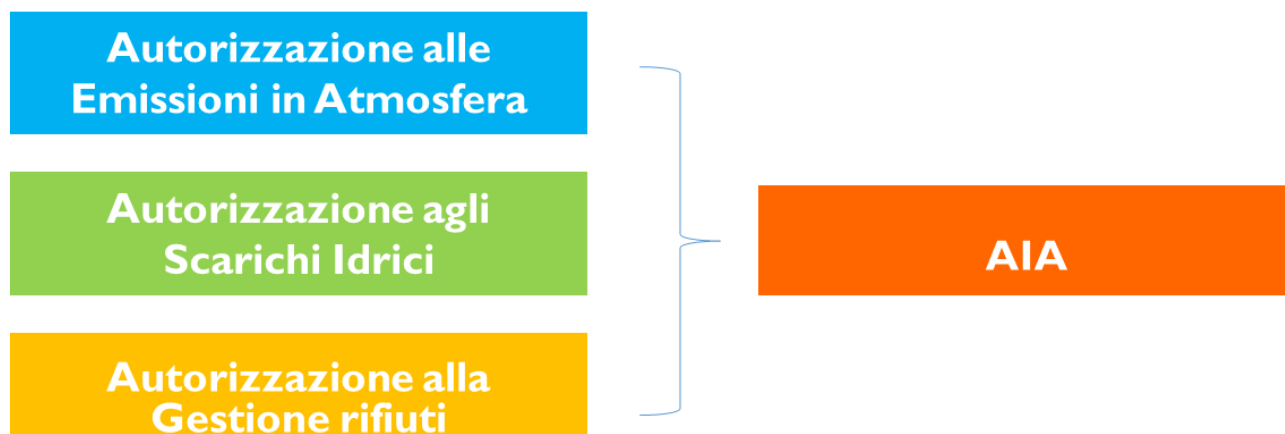 Autorizzazione alle
Emissioni in Atmosfera
Autorizzazione agli
Scarichi Idrici
AIA
Autorizzazione alla
Gestione rifiuti